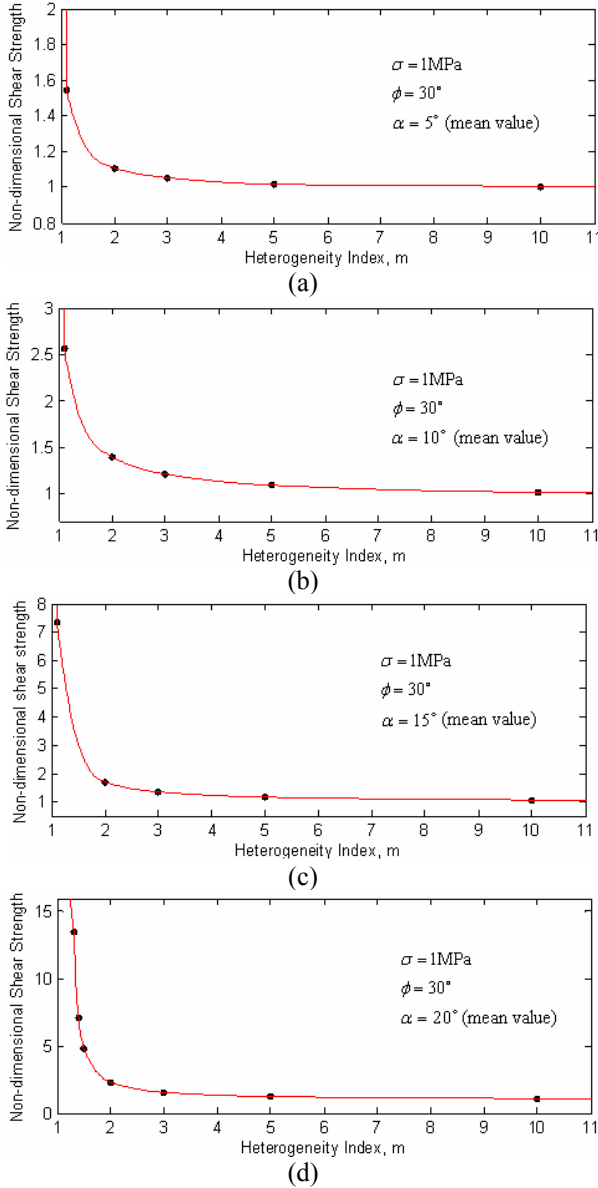 2
1.8
1.6
1.4
1.2
1
0.8
Non-dimensional Shear Strength
σ = 1MPa
ϕ = 30°
α = 5° (mean value)
1 2 3 4 5 6 7 8 9 10 11
Heterogeneity Index, m
(a)
3
2.5
2
1.5
1
Non-dimensional Shear Strength
σ = 1MPa
ϕ = 30°
α = 10° (mean value)
1 2 3 4 5 6 7 8 9 10 11
Heterogeneity Index, m
(b)
8
7
6
5
4
3
2
1
Non-dimensional shear strength
σ = 1MPa
ϕ = 30°
α = 15° (mean value)
1 2 3 4 5 6 7 8 9 10 11
Heterogeneity Index, m
(c)
15
10
5
0
Non-dimensional Shear Strength
σ = 1MPa
ϕ = 30°
α = 20° (mean value)
1 2 3 4 5 6 7 8 9 10 11
Heterogeneity Index, m
(d)